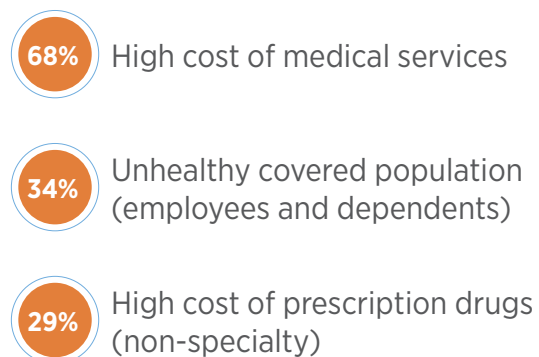 68% High cost of medical services
34% Unhealthy covered population
(employees and dependents)
29% High cost of prescription drugs
(non-specialty)